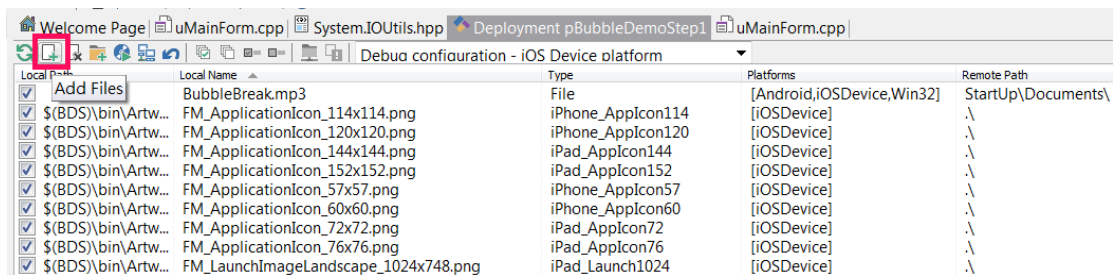 Welcome Page uMainForm.cpp System.IOUtils.hpp Deployment pBubbleDemoStep1 uMainForm.cpp
Debug configuration - iOS Device platform
Local Path Local Name Type Platforms Remote Path
Add Files
BubbleBreak.mp3 File [Android,iOSDevice,Win32] StartUp\Documents\
$(BDS)\bin\Artw... FM_ApplicationIcon_114x114.png iPhone_AppIcon114 [iOSDevice] .\
$(BDS)\bin\Artw... FM_ApplicationIcon_120x120.png iPhone_AppIcon120 [iOSDevice] .\
$(BDS)\bin\Artw... FM_ApplicationIcon_144x144.png iPad_AppIcon144 [iOSDevice] .\
$(BDS)\bin\Artw... FM_ApplicationIcon_152x152.png iPad_AppIcon152 [iOSDevice] .\
$(BDS)\bin\Artw... FM_ApplicationIcon_57x57.png iPhone_AppIcon57 [iOSDevice] .\
$(BDS)\bin\Artw... FM_ApplicationIcon_60x60.png iPhone_AppIcon60 [iOSDevice] .\
$(BDS)\bin\Artw... FM_ApplicationIcon_72x72.png iPad_AppIcon72 [iOSDevice] .\
$(BDS)\bin\Artw... FM_ApplicationIcon_76x76.png iPad_AppIcon76 [iOSDevice] .\
$(BDS)\bin\Artw... FM_LaunchImageLandscape_1024x748.png iPad_Launch1024 [iOSDevice] .\